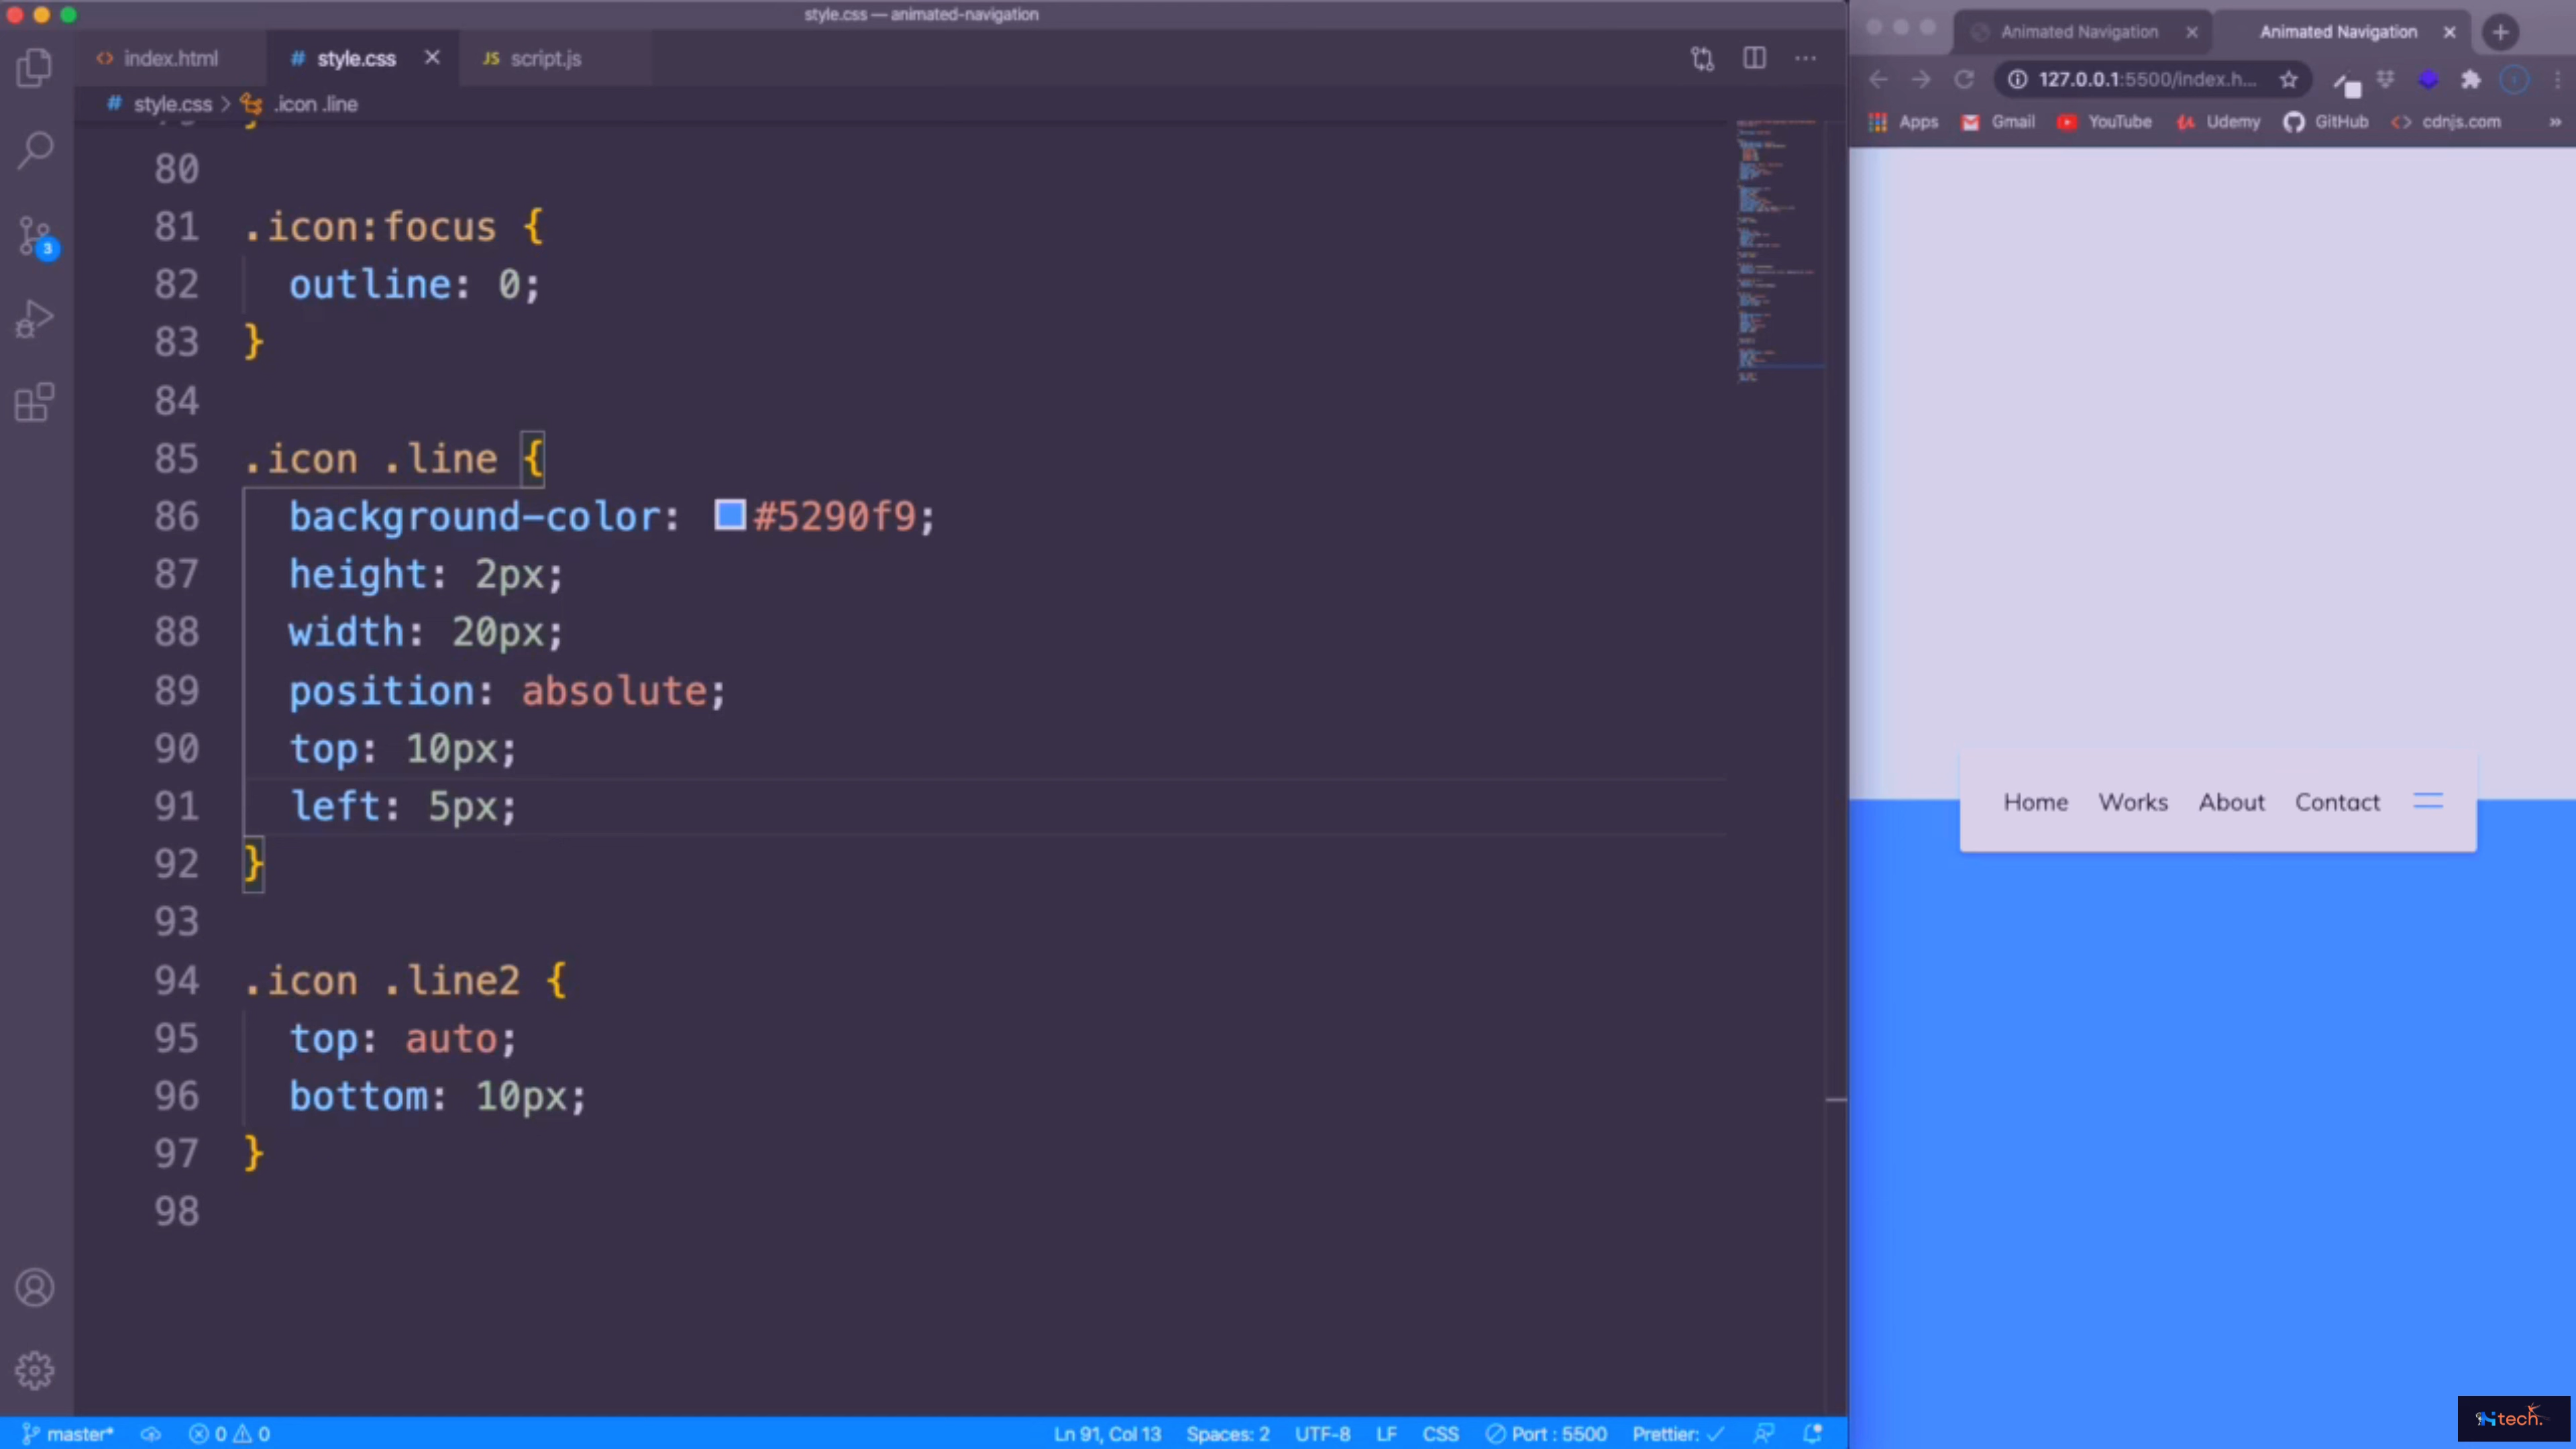 style.css — animated-navigation
index.html
# style.css
JS script.js
# style.css > .icon .line
80
81 .icon:focus {
82 outline: 0;
83 }
84
85 .icon .line {
86 background-color: #5290f9;
87 height: 2px;
88 width: 20px;
89 position: absolute;
90 top: 10px;
91 left: 5px;
92 }
93
94 .icon .line2 {
95 top: auto;
96 bottom: 10px;
97 }
98
3
master* 0 0 Ln 91, Col 13 Spaces: 2 UTF-8 LF CSS Port : 5500 Prettier: ✓
Animated Navigation
Animated Navigation
127.0.0.1:5500/index.h...
Apps Gmail YouTube Udemy GitHub cdnjs.com »
Home Works About Contact
tech.